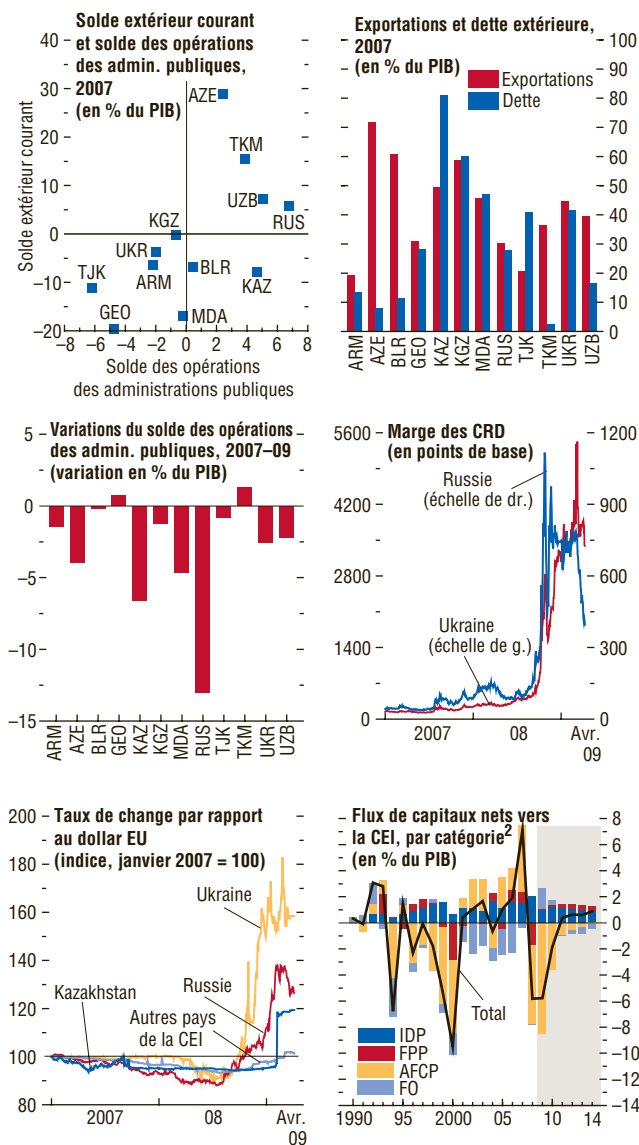 Solde extérieur courant
et solde des opérations
des admin. publiques,
2007
(en % du PIB)
40
30
20
10
0
–10
–20
Solde extérieur courant
AZE
TKM
UZB
RUS
KGZ
UKR
ARM
BLR
KAZ
TJK
GEO
MDA
–8 –6 –4 –2 0 2 4 6 8
Solde des opérations
des administrations publiques
Exportations et dette extérieure,
2007
(en % du PIB)
Exportations
Dette
100
90
80
70
60
50
40
30
20
10
0
ARM AZE BLR GEO KAZ KGZ MDA RUS TJK TKM UKR UZB
Variations du solde des opérations
des admin. publiques, 2007–09
(variation en % du PIB)
5
0
–5
–10
–15
ARM AZE BLR GEO KAZ KGZ MDA RUS TJK TKM UKR UZB
Marge des CRD
(en points de base)
5600
4200
2800
1400
0
1200
900
600
300
0
Russie
(échelle de dr.)
Ukraine
(échelle de g.)
2007 08 Avr.
09
Taux de change par rapport
au dollar EU
(indice, janvier 2007 = 100)
200
180
160
140
120
100
80
Ukraine
Kazakhstan
Russie
Autres pays
de la CEI
2007 08 Avr.
09
Flux de capitaux nets vers
la CEI, par catégorie2
(en % du PIB)
8
6
4
2
0
–2
–4
–6
–8
–10
–12
–14
Total
IDP
FPP
AFCP
FO
1990 95 2000 05 10 14